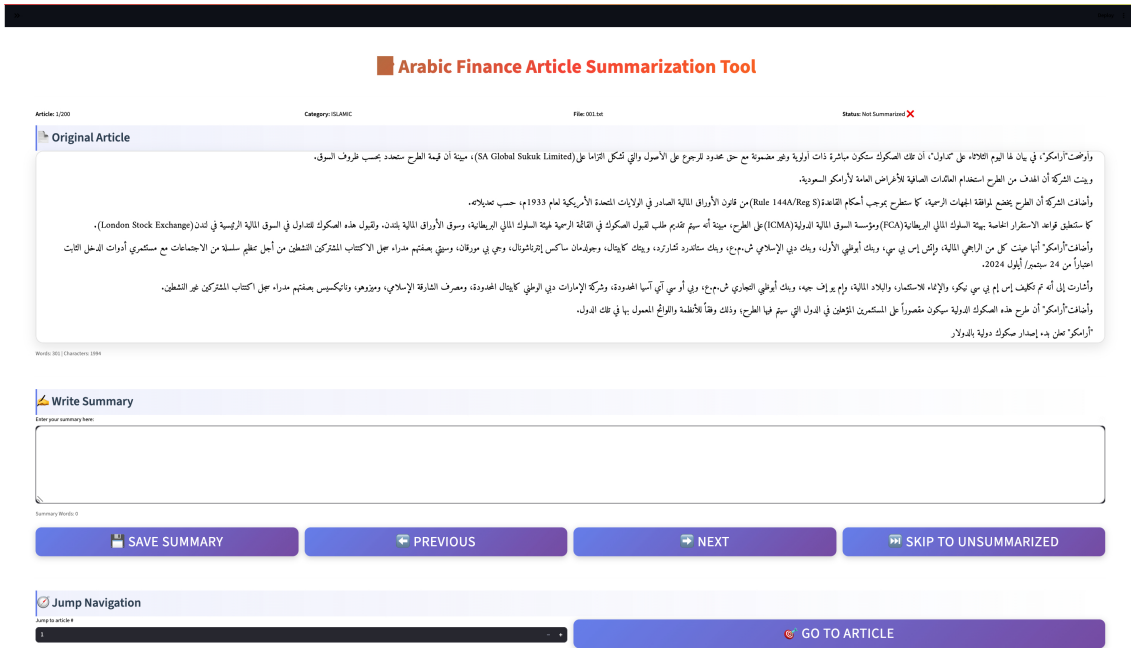 Arabic Finance Article Summarization Tool
Article: 1/200
Category: ISLAMIC
File: 001.txt
Status: Not Summarized ❌
Original Article
وأوضحت"أرامكو"، في بيان لها اليوم الثلاثاء على "تداول"، أن تلك الصكوك ستكون مباشرة ذات أولوية وغير مضمونة مع حق محدود للرجوع على الأصول والتي تشكل التزاما على(SA Global Sukuk Limited)، مبينة أن قيمة الطرح ستحدد بحسب ظروف السوق.
وبينت الشركة أن الهدف من الطرح استخدام العائدات الصافية للأغراض العامة لأرامكو السعودية.
وأضافت الشركة أن الطرح يخضع لموافقة الجهات الرسمية، كما ستطرح بموجب أحكام القاعدة(Rule 144A/Reg S)من قانون الأوراق المالية الصادر في الولايات المتحدة الأمريكية لعام 1933م، حسب تعديلاته.
كما ستنطبق قواعد الاستقرار الخاصة بهيئة السلوك المالي البريطانية(FCA)ومؤسسة السوق المالية الدولية(ICMA)على الطرح، مبينة أنه سيتم تقديم طلب لقبول الصكوك في القائمة الرسمية لهيئة السلوك المالي البريطانية، وسوق الأوراق المالية بلندن. ولقبول هذه الصكوك للتداول في السوق المالية الرئيسية في لندن(London Stock Exchange).
وأضافت"أرامكو" أنها عينت كل من الراجحي المالية، وإتش إس بي سي، وبنك أبوظبي الأول، وبنك دبي الإسلامي ش.م.ع، وبنك ستاندرد تشارترد، وبيتك كابيتال، وجولدمان ساكس إنترناشونال، وجي بي مورقان، وسيتي بصفتهم مدراء سجل الاكتتاب المشتركين النشطين من أجل تنظيم سلسلة من الاجتماعات مع مستثمري أدوات الدخل الثابت
اعتباراً من 24 سبتمبر/ أيلول 2024.
وأشارت إلى أنه تم تكليف إس إم بي سي نيكو، والإنماء للاستثمار، والبلاد المالية، وإم يو إف جيه، وبنك أبوظبي التجاري ش.م.ع، وبي أو سي آي آسيا المحدودة، وشركة الإمارات دبي الوطني كابيتال المحدودة، ومصرف الشارقة الإسلامي، وميزوهو، وناتيكسيس بصفتهم مدراء سجل اكتتاب المشتركين غير النشطين.
وأضافت"أرامكو" أن طرح هذه الصكوك الدولية سيكون مقصوراً على المستثمرين المؤهلين في الدول التي سيتم فيها الطرح؛ وذلك وفقاً للأنظمة واللوائح المعمول بها في تلك الدول.
"أرامكو" تعلن بدء إصدار صكوك دولية بالدولار
Words: 301 | Characters: 1994
Write Summary
Enter your summary here:
Summary Words: 0
SAVE SUMMARY
PREVIOUS
NEXT
SKIP TO UNSUMMARIZED
Jump Navigation
Jump to article #
1
GO TO ARTICLE